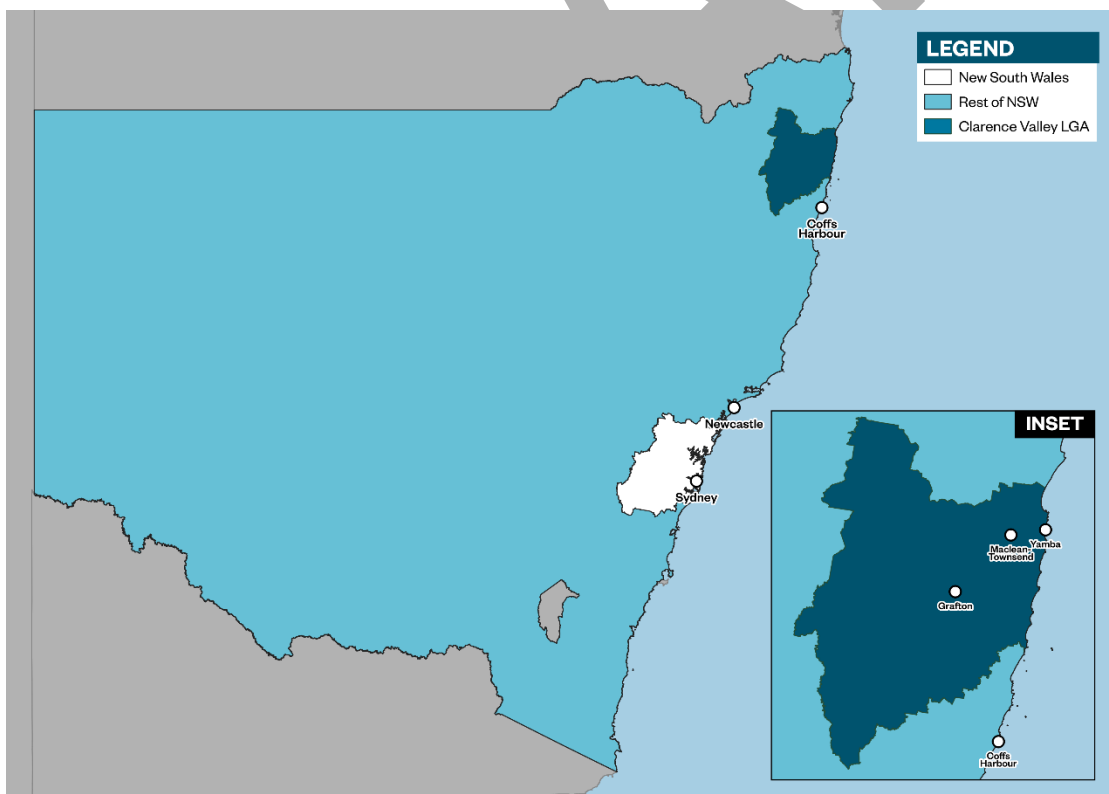 LEGEND
New South Wales
Rest of NSW
Clarence Valley LGA
Coffs
Harbour
Newcastle
Sydney
INSET
Maclean-
Townsend
Yamba
Grafton
Coffs
Harbour